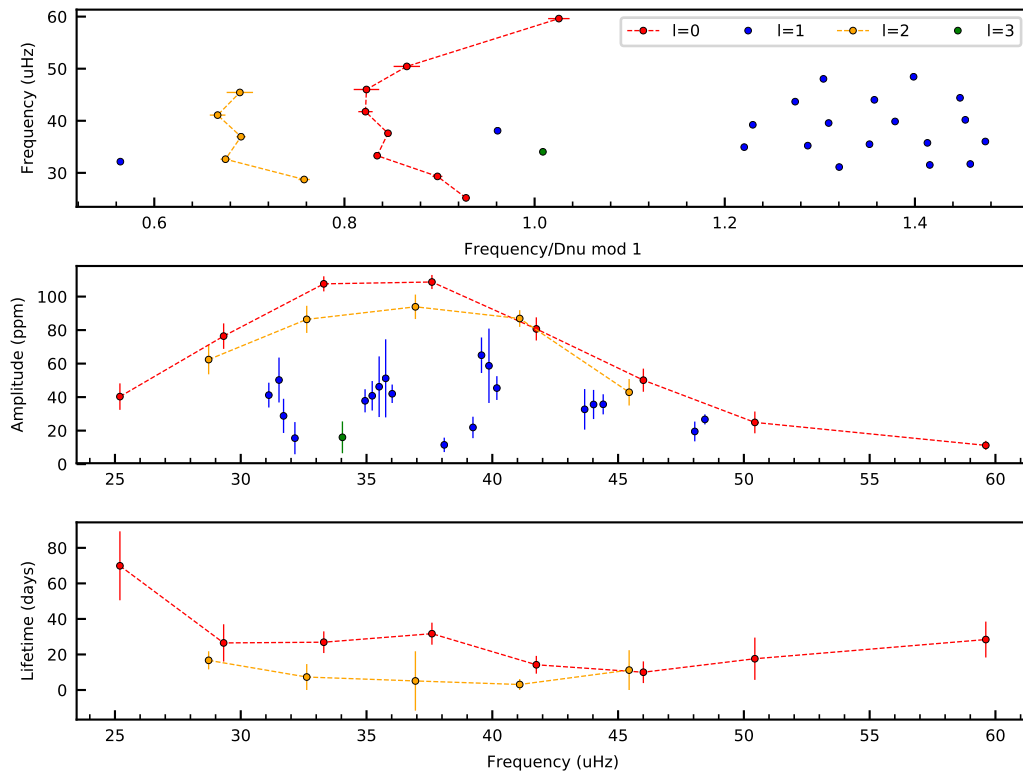 l=0 l=1 l=2 l=3
Frequency (uHz)
60
50
40
30
0.6 0.8 1.0 1.2 1.4
Frequency/Dnu mod 1
Amplitude (ppm)
100
80
60
40
20
0
25 30 35 40 45 50 55 60
Lifetime (days)
80
60
40
20
0
25 30 35 40 45 50 55 60
Frequency (uHz)